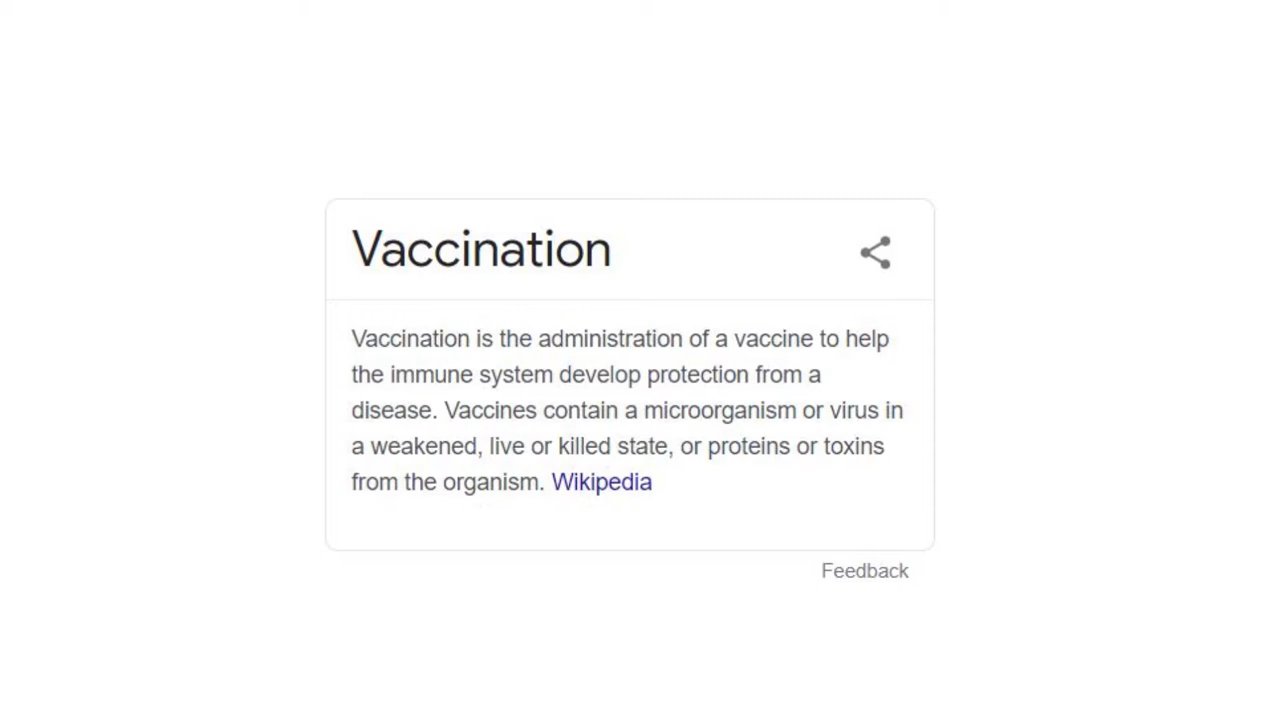 Vaccination
Vaccination is the administration of a vaccine to help
the immune system develop protection from a
disease. Vaccines contain a microorganism or virus in
a weakened, live or killed state, or proteins or toxins
from the organism. Wikipedia
Feedback